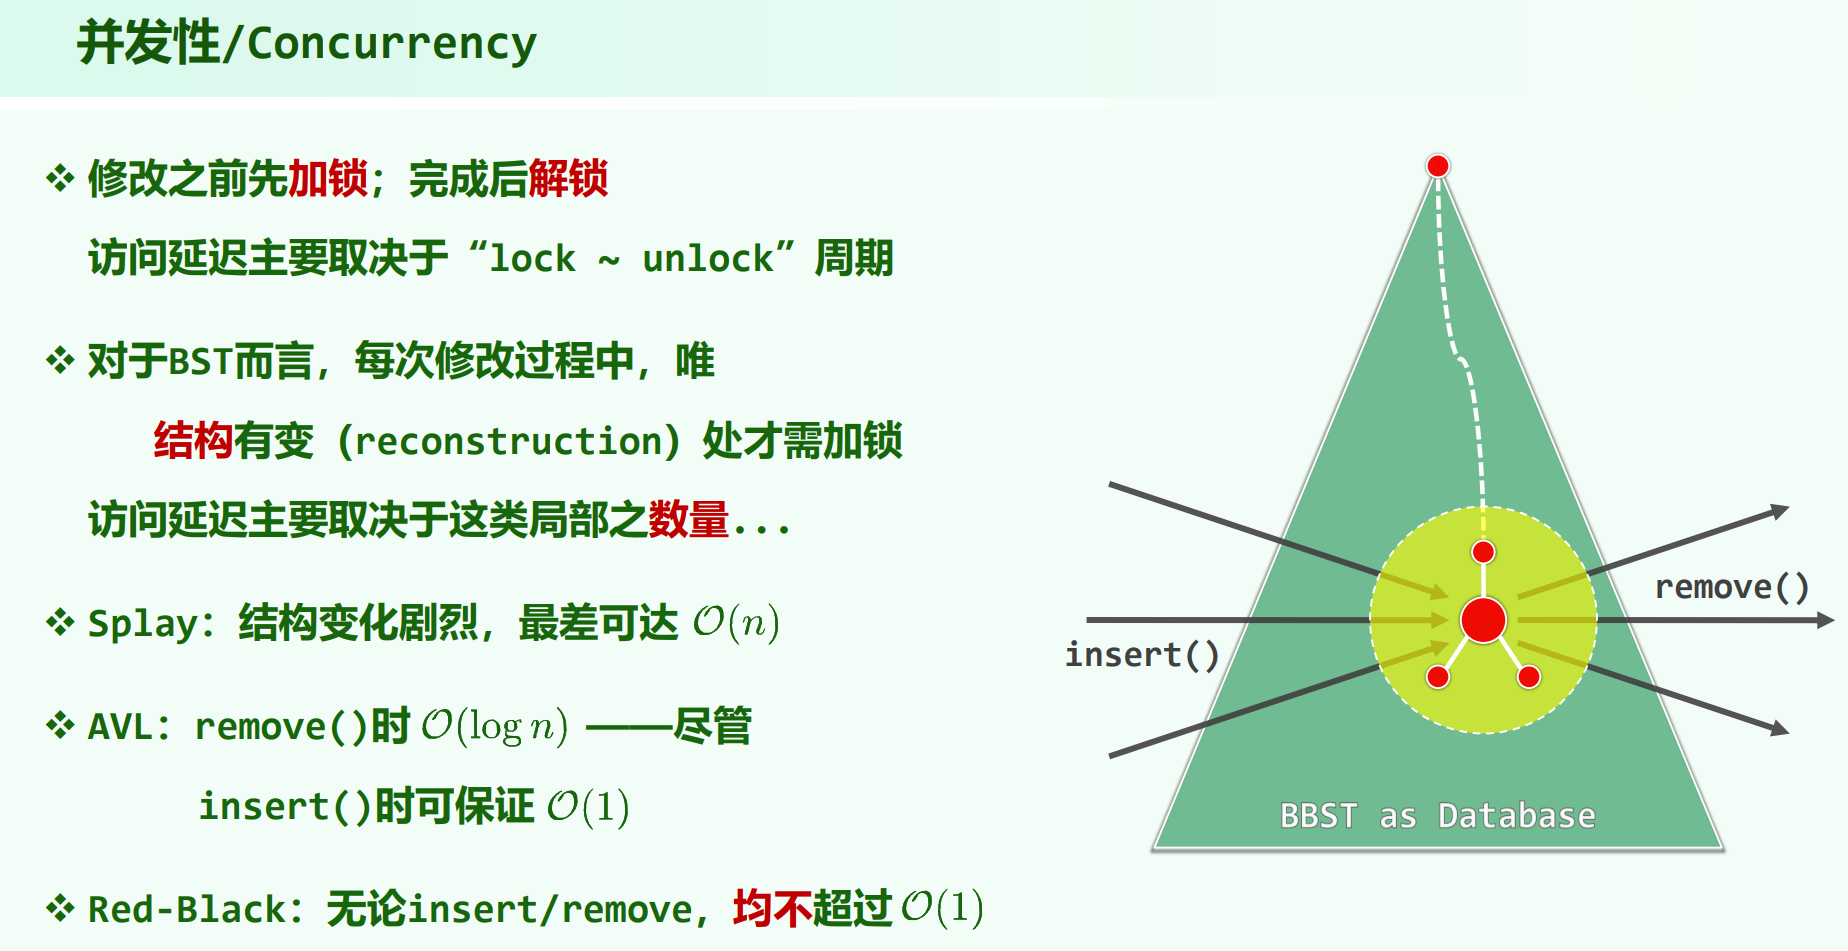 并发性/Concurrency
❖ 修改之前先加锁；完成后解锁
访问延迟主要取决于“lock ~ unlock”周期
❖ 对于BST而言，每次修改过程中，唯
结构有变（reconstruction）处才需加锁
访问延迟主要取决于这类局部之数量...
❖ Splay：结构变化剧烈，最差可达 𝒪(n)
❖ AVL：remove()时 𝒪(log n) ——尽管
insert()时可保证 𝒪(1)
❖ Red-Black：无论insert/remove，均不超过 𝒪(1)
remove()
insert()
BBST as Database